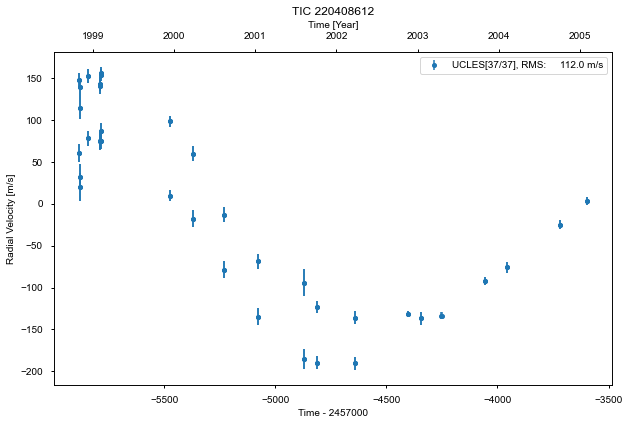 TIC 220408612
Time [Year]
1999 2000 2001 2002 2003 2004 2005
UCLES[37/37], RMS: 112.0 m/s
Radial Velocity [m/s]
150
100
50
0
−50
−100
−150
−200
−5500 −5000 −4500 −4000 −3500
Time - 2457000